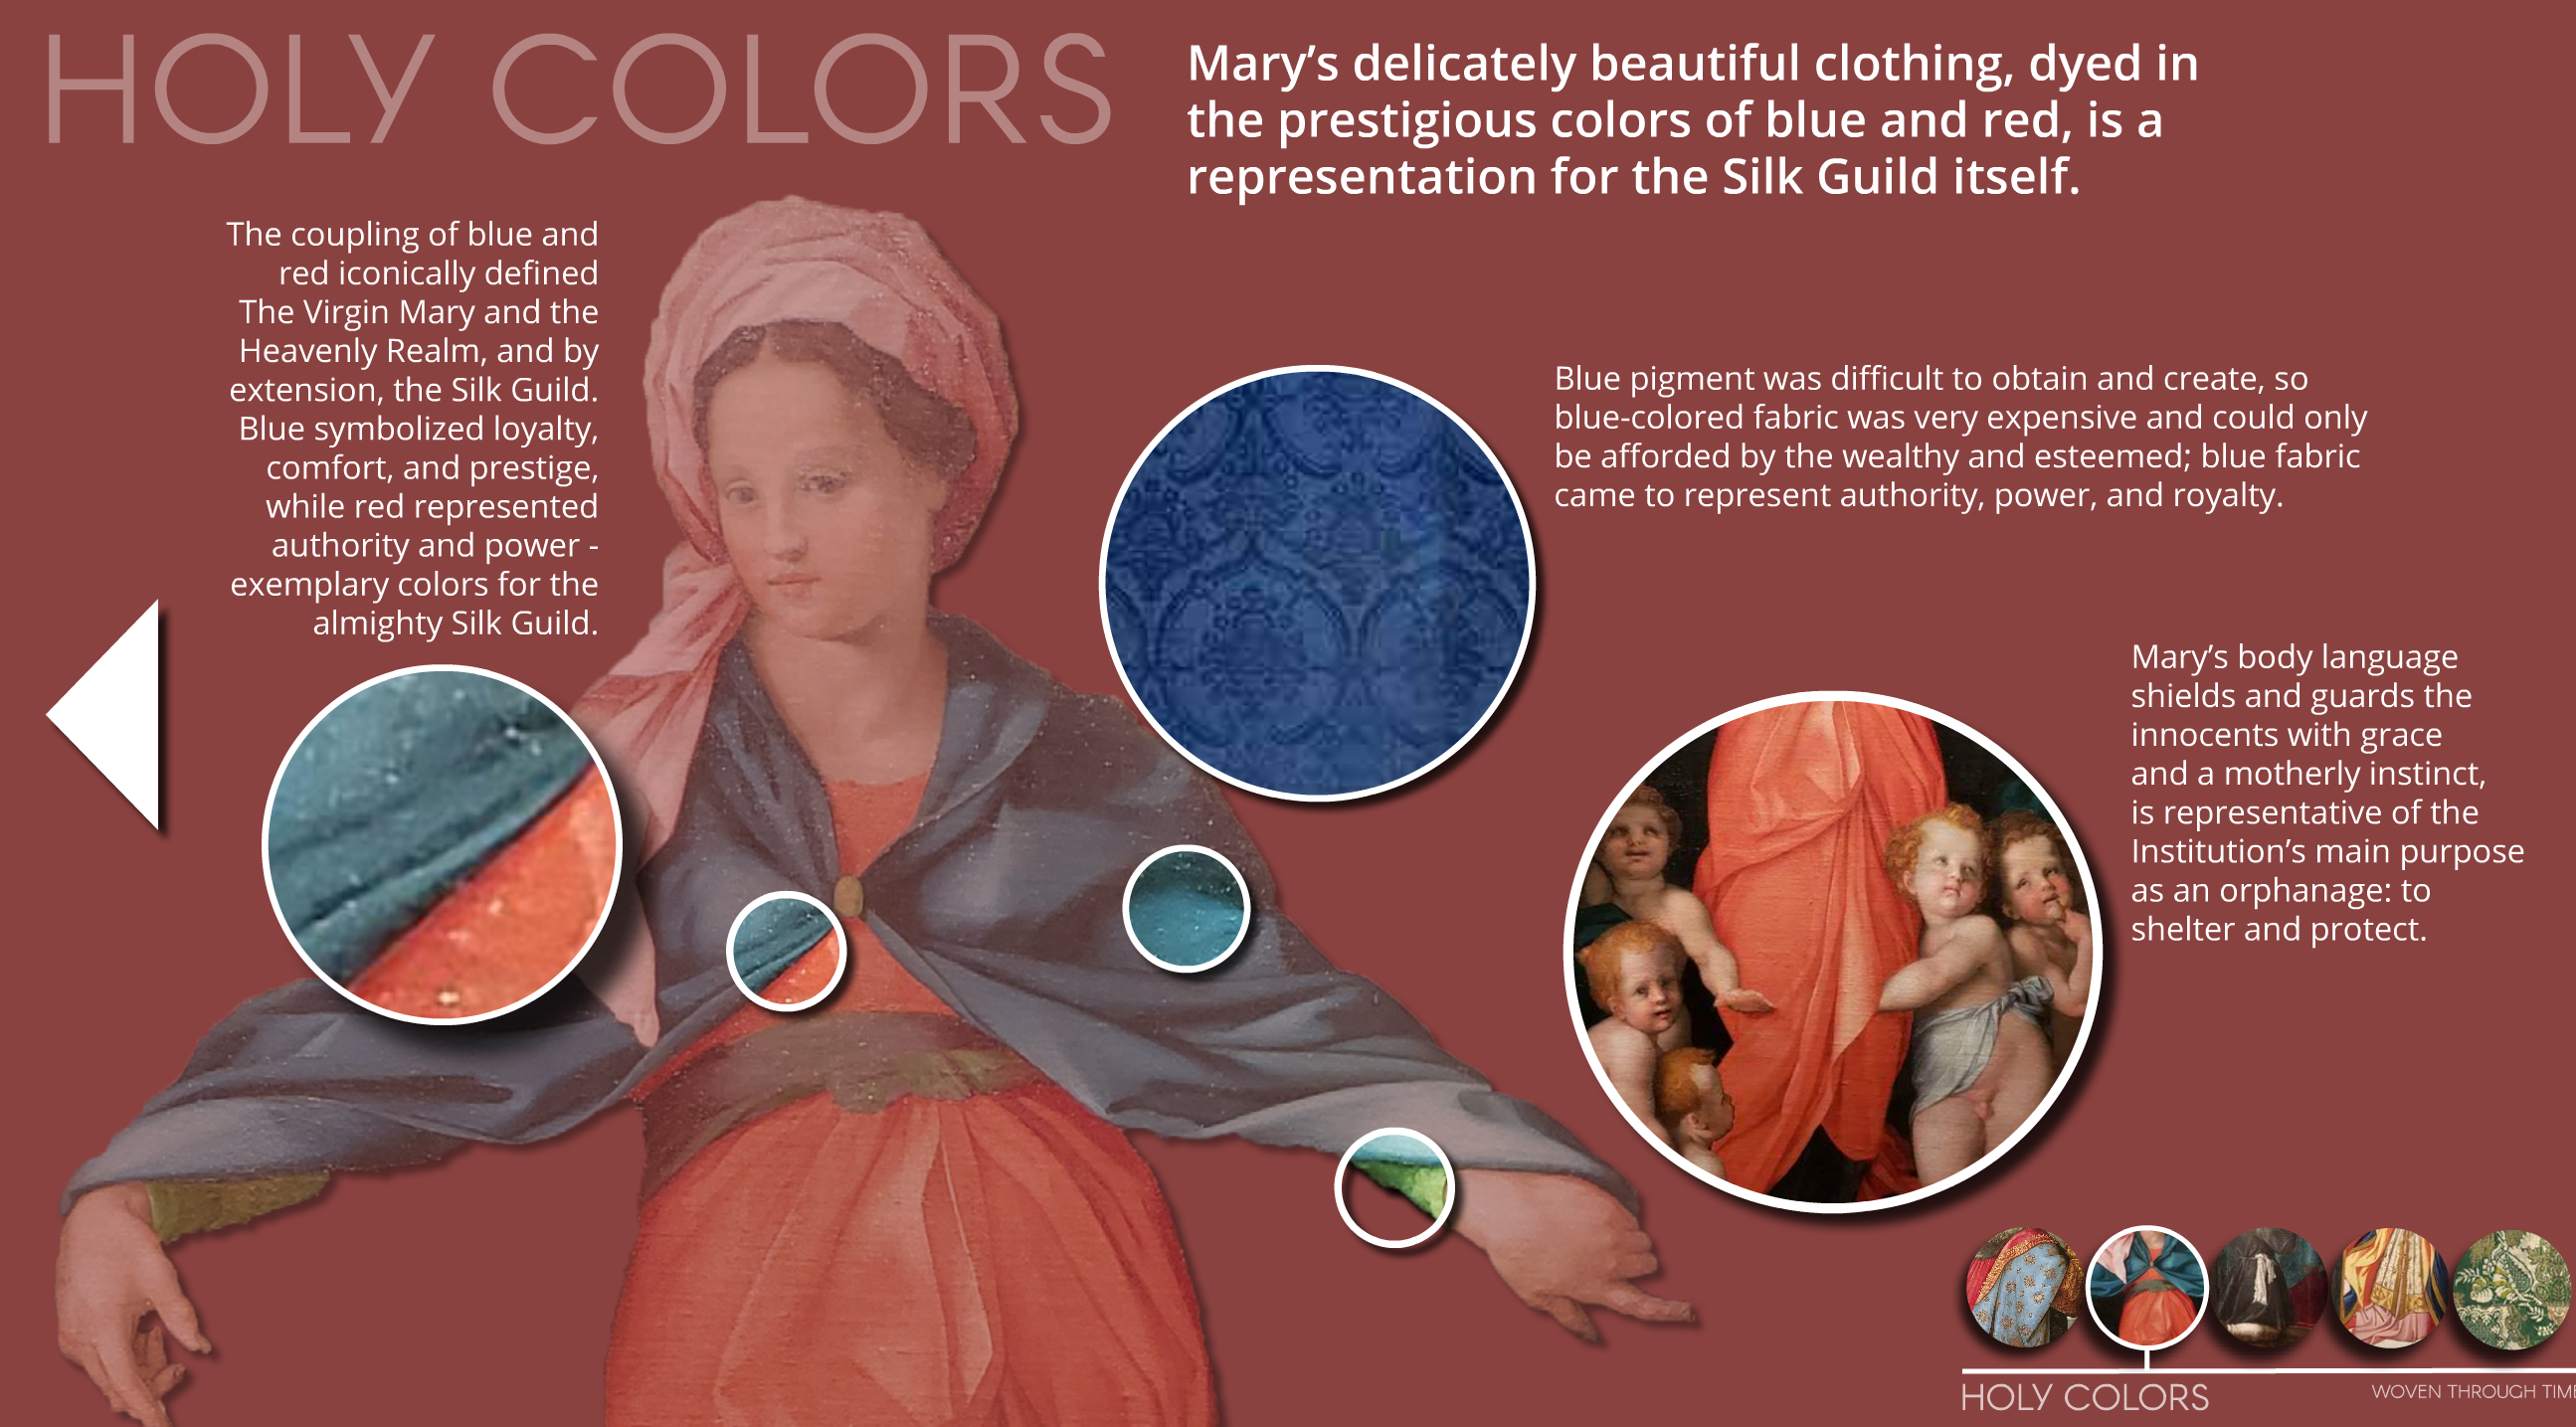 HOLY COLORS
Mary's delicately beautiful clothing, dyed in
the prestigious colors of blue and red, is a
representation for the Silk Guild itself.
The coupling of blue and
red iconically defined
The Virgin Mary and the
Heavenly Realm, and by
extension, the Silk Guild.
Blue symbolized loyalty,
comfort, and prestige,
while red represented
authority and power -
exemplary colors for the
almighty Silk Guild.
Blue pigment was difficult to obtain and create, so
blue-colored fabric was very expensive and could only
be afforded by the wealthy and esteemed; blue fabric
came to represent authority, power, and royalty.
Mary's body language
shields and guards the
innocents with grace
and a motherly instinct,
is representative of the
Institution's main purpose
as an orphanage: to
shelter and protect.
HOLY COLORS
WOVEN THROUGH TIME